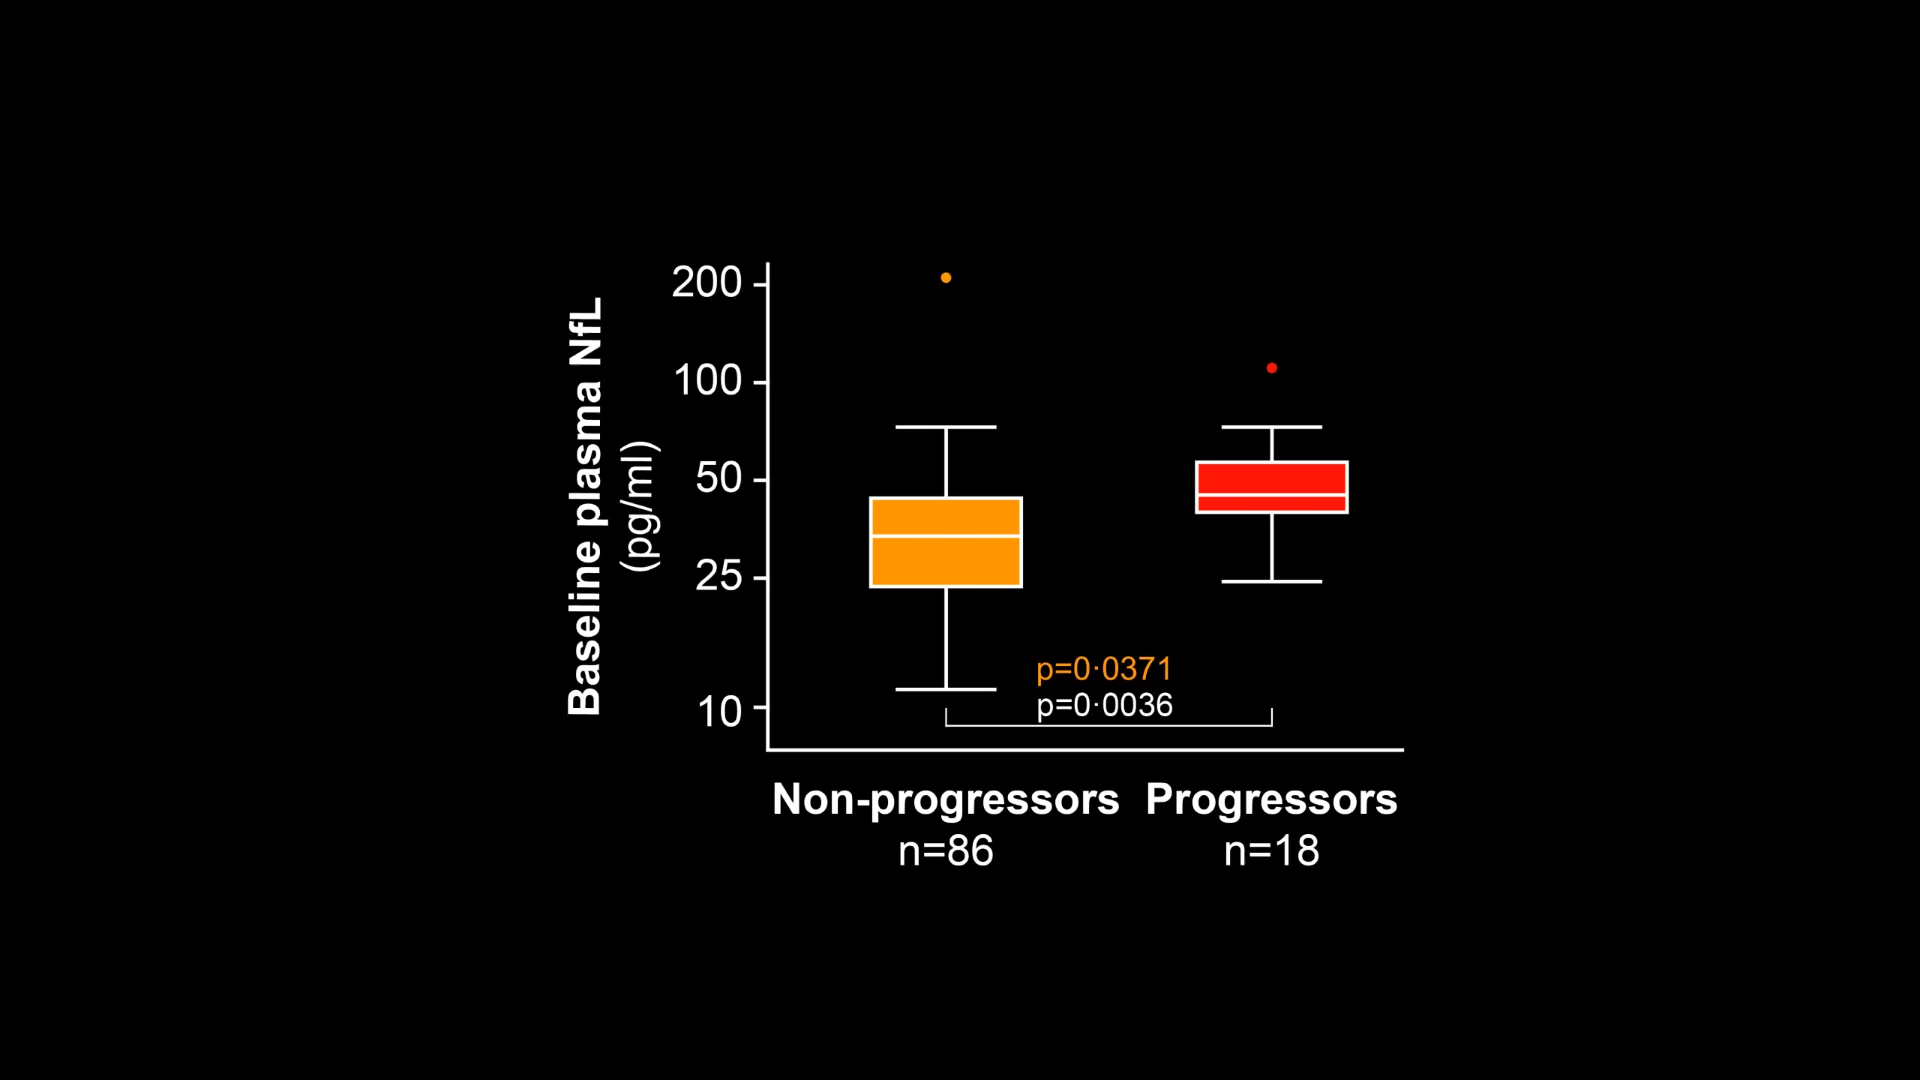 Baseline plasma NfL
(pg/ml)
200
100
50
25
10
p=0·0371
p=0·0036
Non-progressors Progressors
n=86 n=18